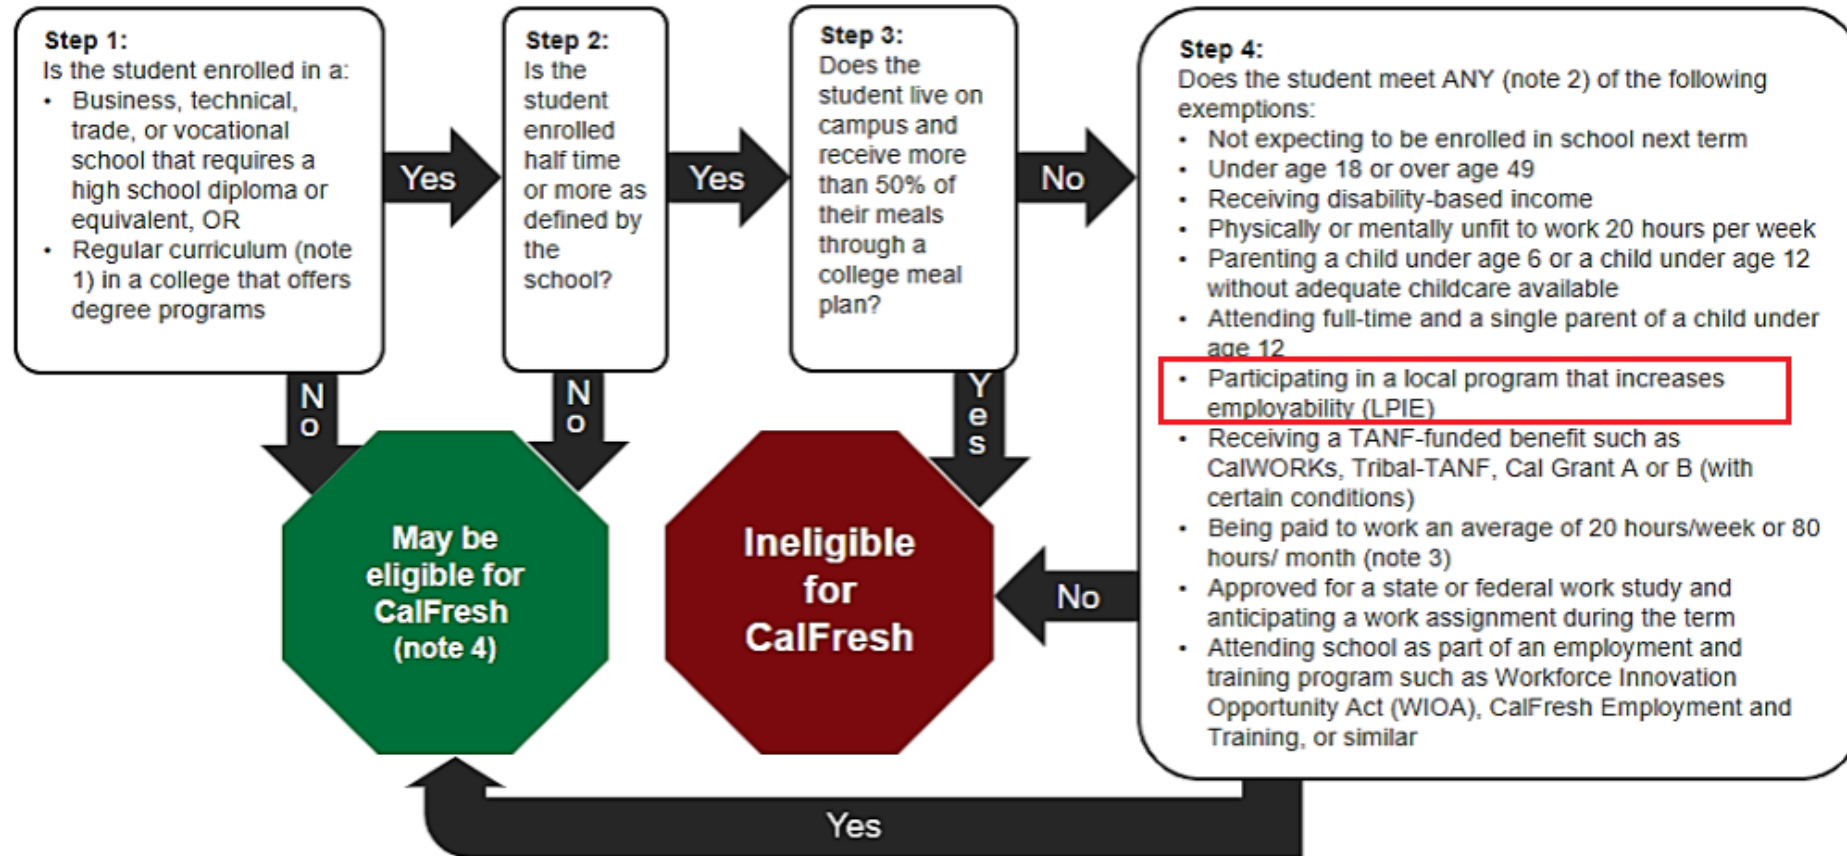 Step 1:
Is the student enrolled in a:
• Business, technical,
trade, or vocational
school that requires a
high school diploma or
equivalent, OR
• Regular curriculum (note
1) in a college that offers
degree programs
Yes
No
Step 2:
Is the
student
enrolled
half time
or more as
defined by
the
school?
Yes
No
Step 3:
Does the
student live on
campus and
receive more
than 50% of
their meals
through a
college meal
plan?
No
Yes
Step 4:
Does the student meet ANY (note 2) of the following
exemptions:
• Not expecting to be enrolled in school next term
• Under age 18 or over age 49
• Receiving disability-based income
• Physically or mentally unfit to work 20 hours per week
• Parenting a child under age 6 or a child under age 12
without adequate childcare available
• Attending full-time and a single parent of a child under
age 12
• Participating in a local program that increases
employability (LPIE)
• Receiving a TANF-funded benefit such as
CalWORKs, Tribal-TANF, Cal Grant A or B (with
certain conditions)
• Being paid to work an average of 20 hours/week or 80
hours/ month (note 3)
• Approved for a state or federal work study and
anticipating a work assignment during the term
• Attending school as part of an employment and
training program such as Workforce Innovation
Opportunity Act (WIOA), CalFresh Employment and
Training, or similar
May be
eligible for
CalFresh
(note 4)
Ineligible
for
CalFresh
No
Yes